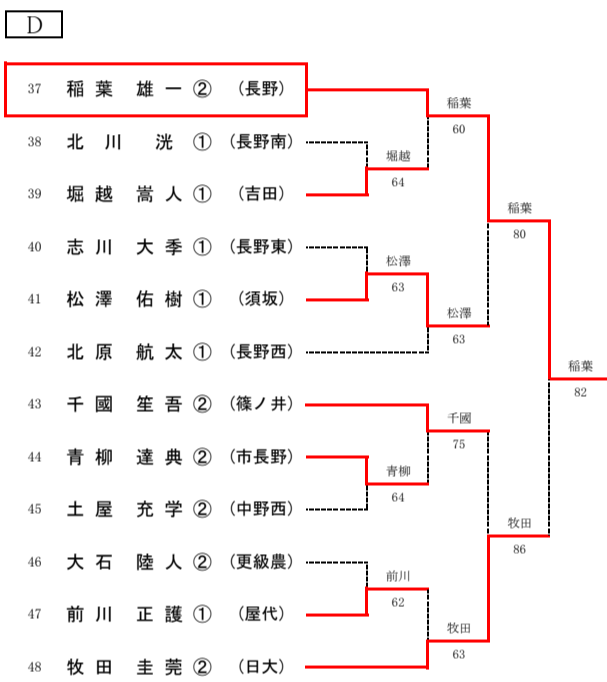 D
37 稲葉 雄一 ② (長野)
稲葉
60
38 北川 洸 ① (長野南)
堀越
64
39 堀越 嵩人 ① (吉田)
稲葉
80
40 志川 大季 ① (長野東)
松澤
63
41 松澤 佑樹 ① (須坂)
松澤
63
42 北原 航太 ① (長野西)
稲葉
82
43 千國 笙吾 ② (篠ノ井)
千國
75
44 青柳 達典 ② (市長野)
青柳
64
45 土屋 充学 ② (中野西)
牧田
86
46 大石 陸人 ② (更級農)
前川
62
47 前川 正護 ① (屋代)
牧田
63
48 牧田 圭莞 ② (日大)